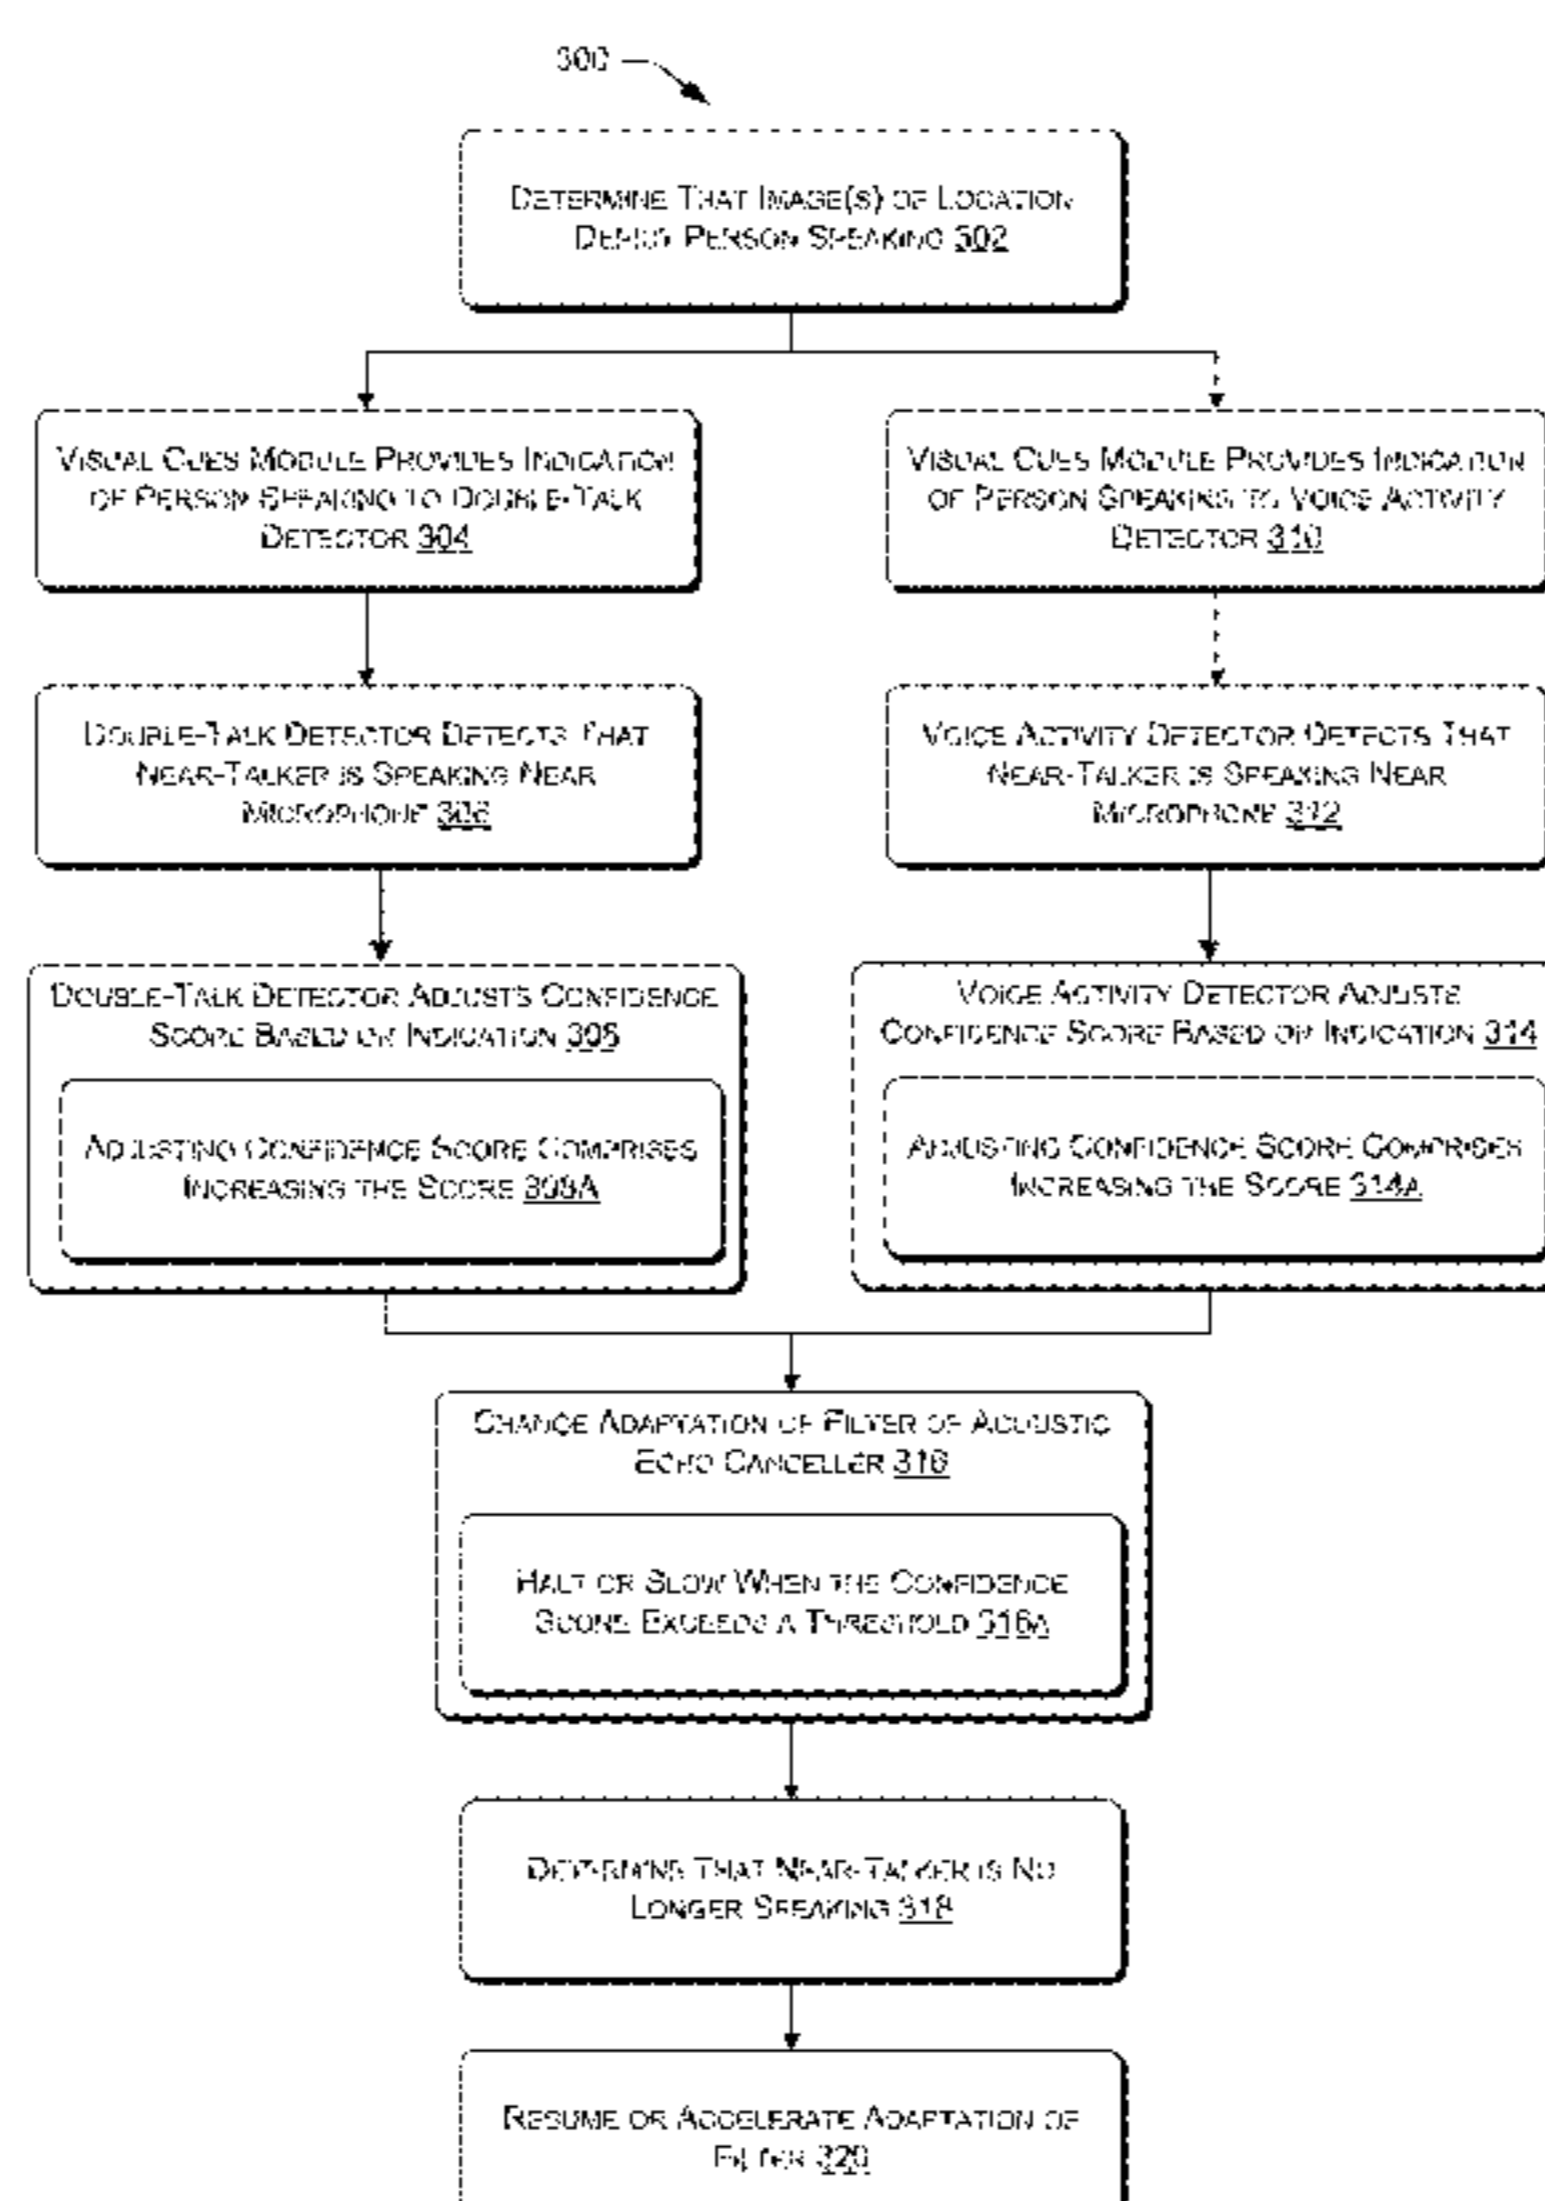 300
DETERMINE THAT IMAGE(S) OF LOCATION
DEPICT PERSON SPEAKING 302
VISUAL CUES MODULE PROVIDES INDICATION
OF PERSON SPEAKING TO DOUBLE-TALK
DETECTOR 304
VISUAL CUES MODULE PROVIDES INDICATION
OF PERSON SPEAKING TO VOICE ACTIVITY
DETECTOR 310
DOUBLE-TALK DETECTOR DETECTS THAT
NEAR-TALKER IS SPEAKING NEAR
MICROPHONE 306
VOICE ACTIVITY DETECTOR DETECTS THAT
NEAR-TALKER IS SPEAKING NEAR
MICROPHONE 312
DOUBLE-TALK DETECTOR ADJUSTS CONFIDENCE
SCORE BASED ON INDICATION 308
ADJUSTING CONFIDENCE SCORE COMPRISES
INCREASING THE SCORE 308A
VOICE ACTIVITY DETECTOR ADJUSTS
CONFIDENCE SCORE BASED ON INDICATION 314
ADJUSTING CONFIDENCE SCORE COMPRISES
INCREASING THE SCORE 314A
CHANGE ADAPTATION OF FILTER OF ACOUSTIC
ECHO CANCELLER 316
HALT OR SLOW WHEN THE CONFIDENCE
SCORE EXCEEDS A THRESHOLD 316A
DETERMINE THAT NEAR-TALKER IS NO
LONGER SPEAKING 318
RESUME OR ACCELERATE ADAPTATION OF
FILTER 320